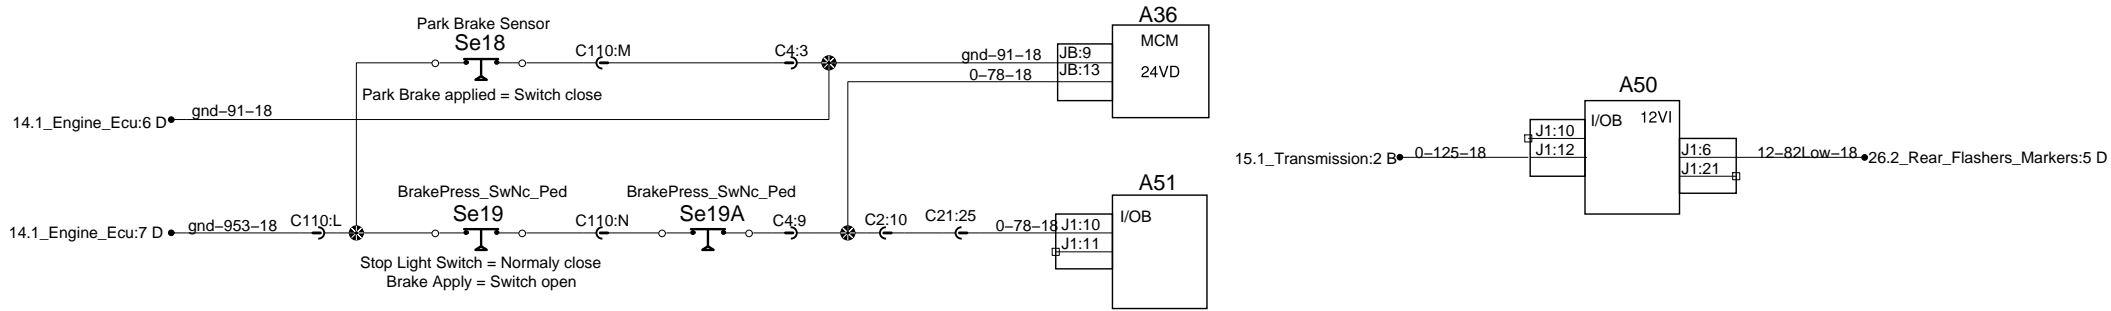 Park Brake Sensor
Se18
C110:M
C4:3
A36
MCM
24VD
gnd−91−18
JB:9
0−78−18
JB:13
Park Brake applied = Switch close
14.1_Engine_Ecu:6 D
gnd−91−18
A50
I/OB
12VI
J1:10
15.1_Transmission:2 B
0−125−18
J1:12
J1:6
12−82Low−18
26.2_Rear_Flashers_Markers:5 D
J1:21
BrakePress_SwNc_Ped
Se19
BrakePress_SwNc_Ped
Se19A
A51
I/OB
14.1_Engine_Ecu:7 D
gnd−953−18
C110:L
C110:N
C4:9
C2:10
C21:25
0−78−18
J1:10
J1:11
Stop Light Switch = Normaly close
Brake Apply = Switch open